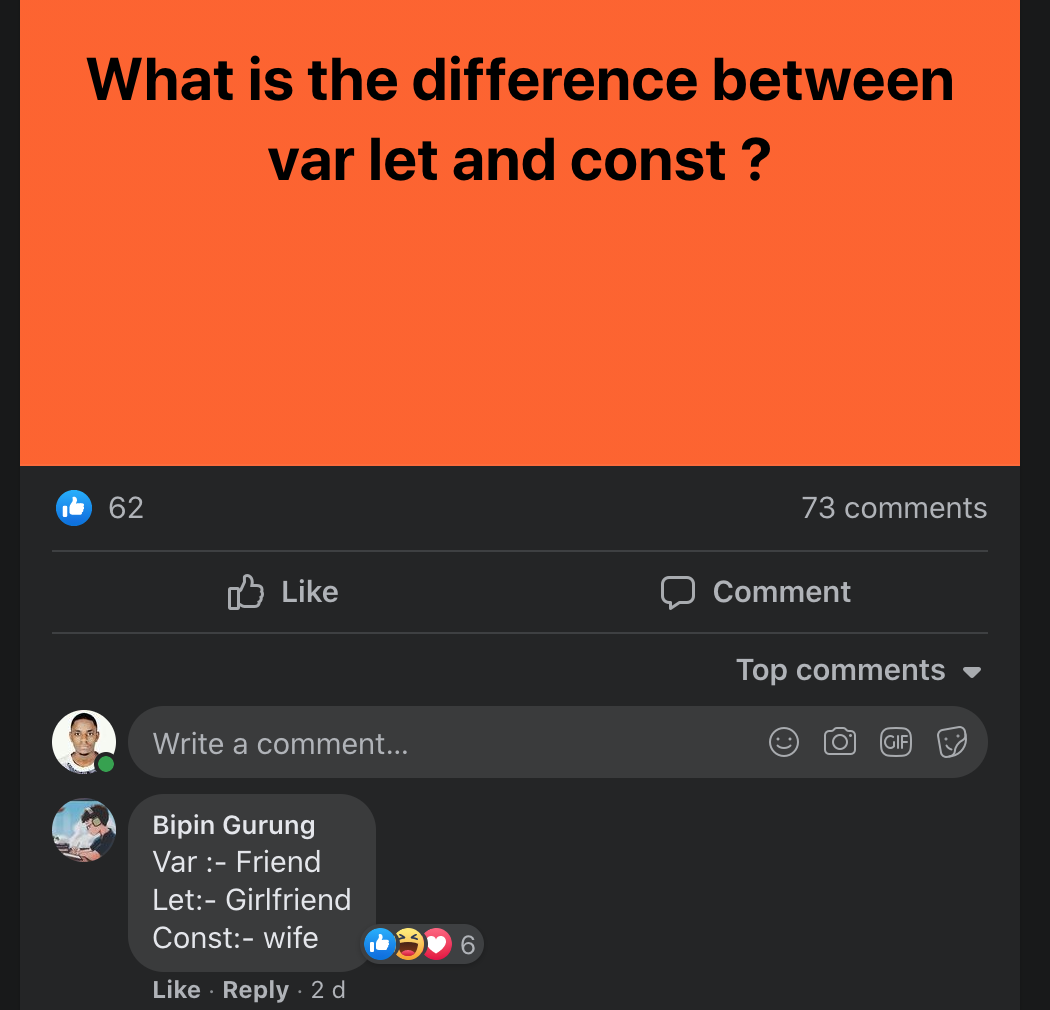 What is the difference between
var let and const ?
62
73 comments
Like
Comment
Top comments
Write a comment...
GIF
Bipin Gurung
Var :- Friend
Let:- Girlfriend
Const:- wife
6
Like · Reply · 2 d